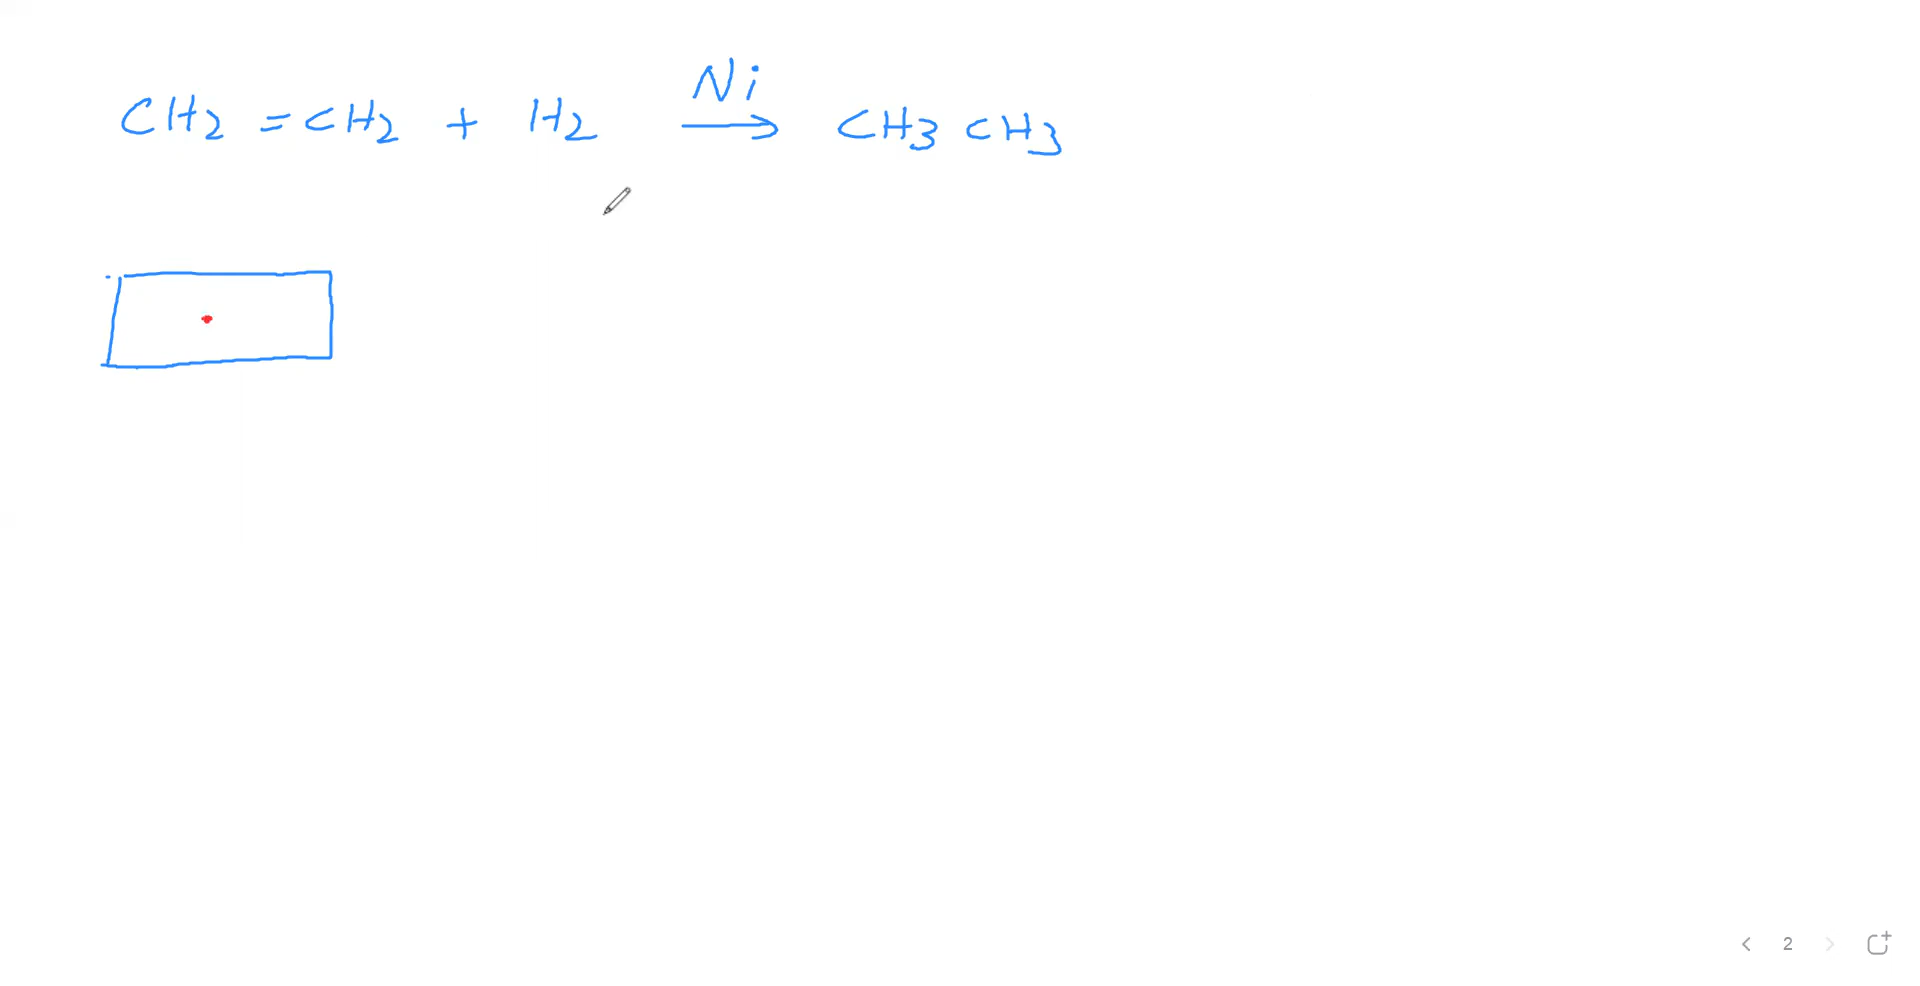 Ni
CH2 = CH2 + H2 → CH3 CH3
2